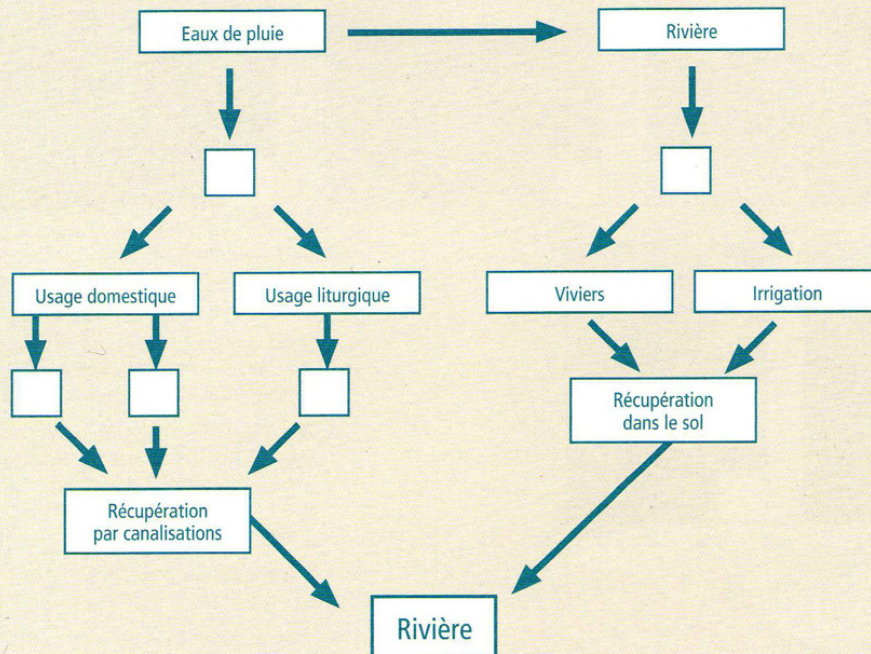 Eaux de pluie
Rivière
Usage domestique
Usage liturgique
Viviers
Irrigation
Récupération
dans le sol
Récupération
par canalisations
Rivière